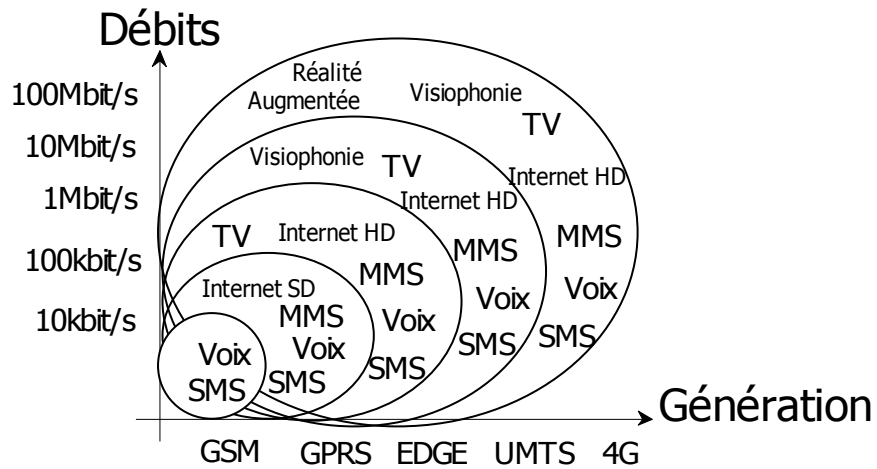 Débits
100Mbit/s
10Mbit/s
1Mbit/s
100kbit/s
10kbit/s
Réalité
Augmentée
Visiophonie
TV
Internet HD
MMS
Voix
SMS
Visiophonie
TV
Internet HD
MMS
Voix
SMS
TV
Internet HD
MMS
Voix
SMS
Internet SD
MMS
Voix
SMS
Voix
SMS
Génération
GSM
GPRS
EDGE
UMTS
4G